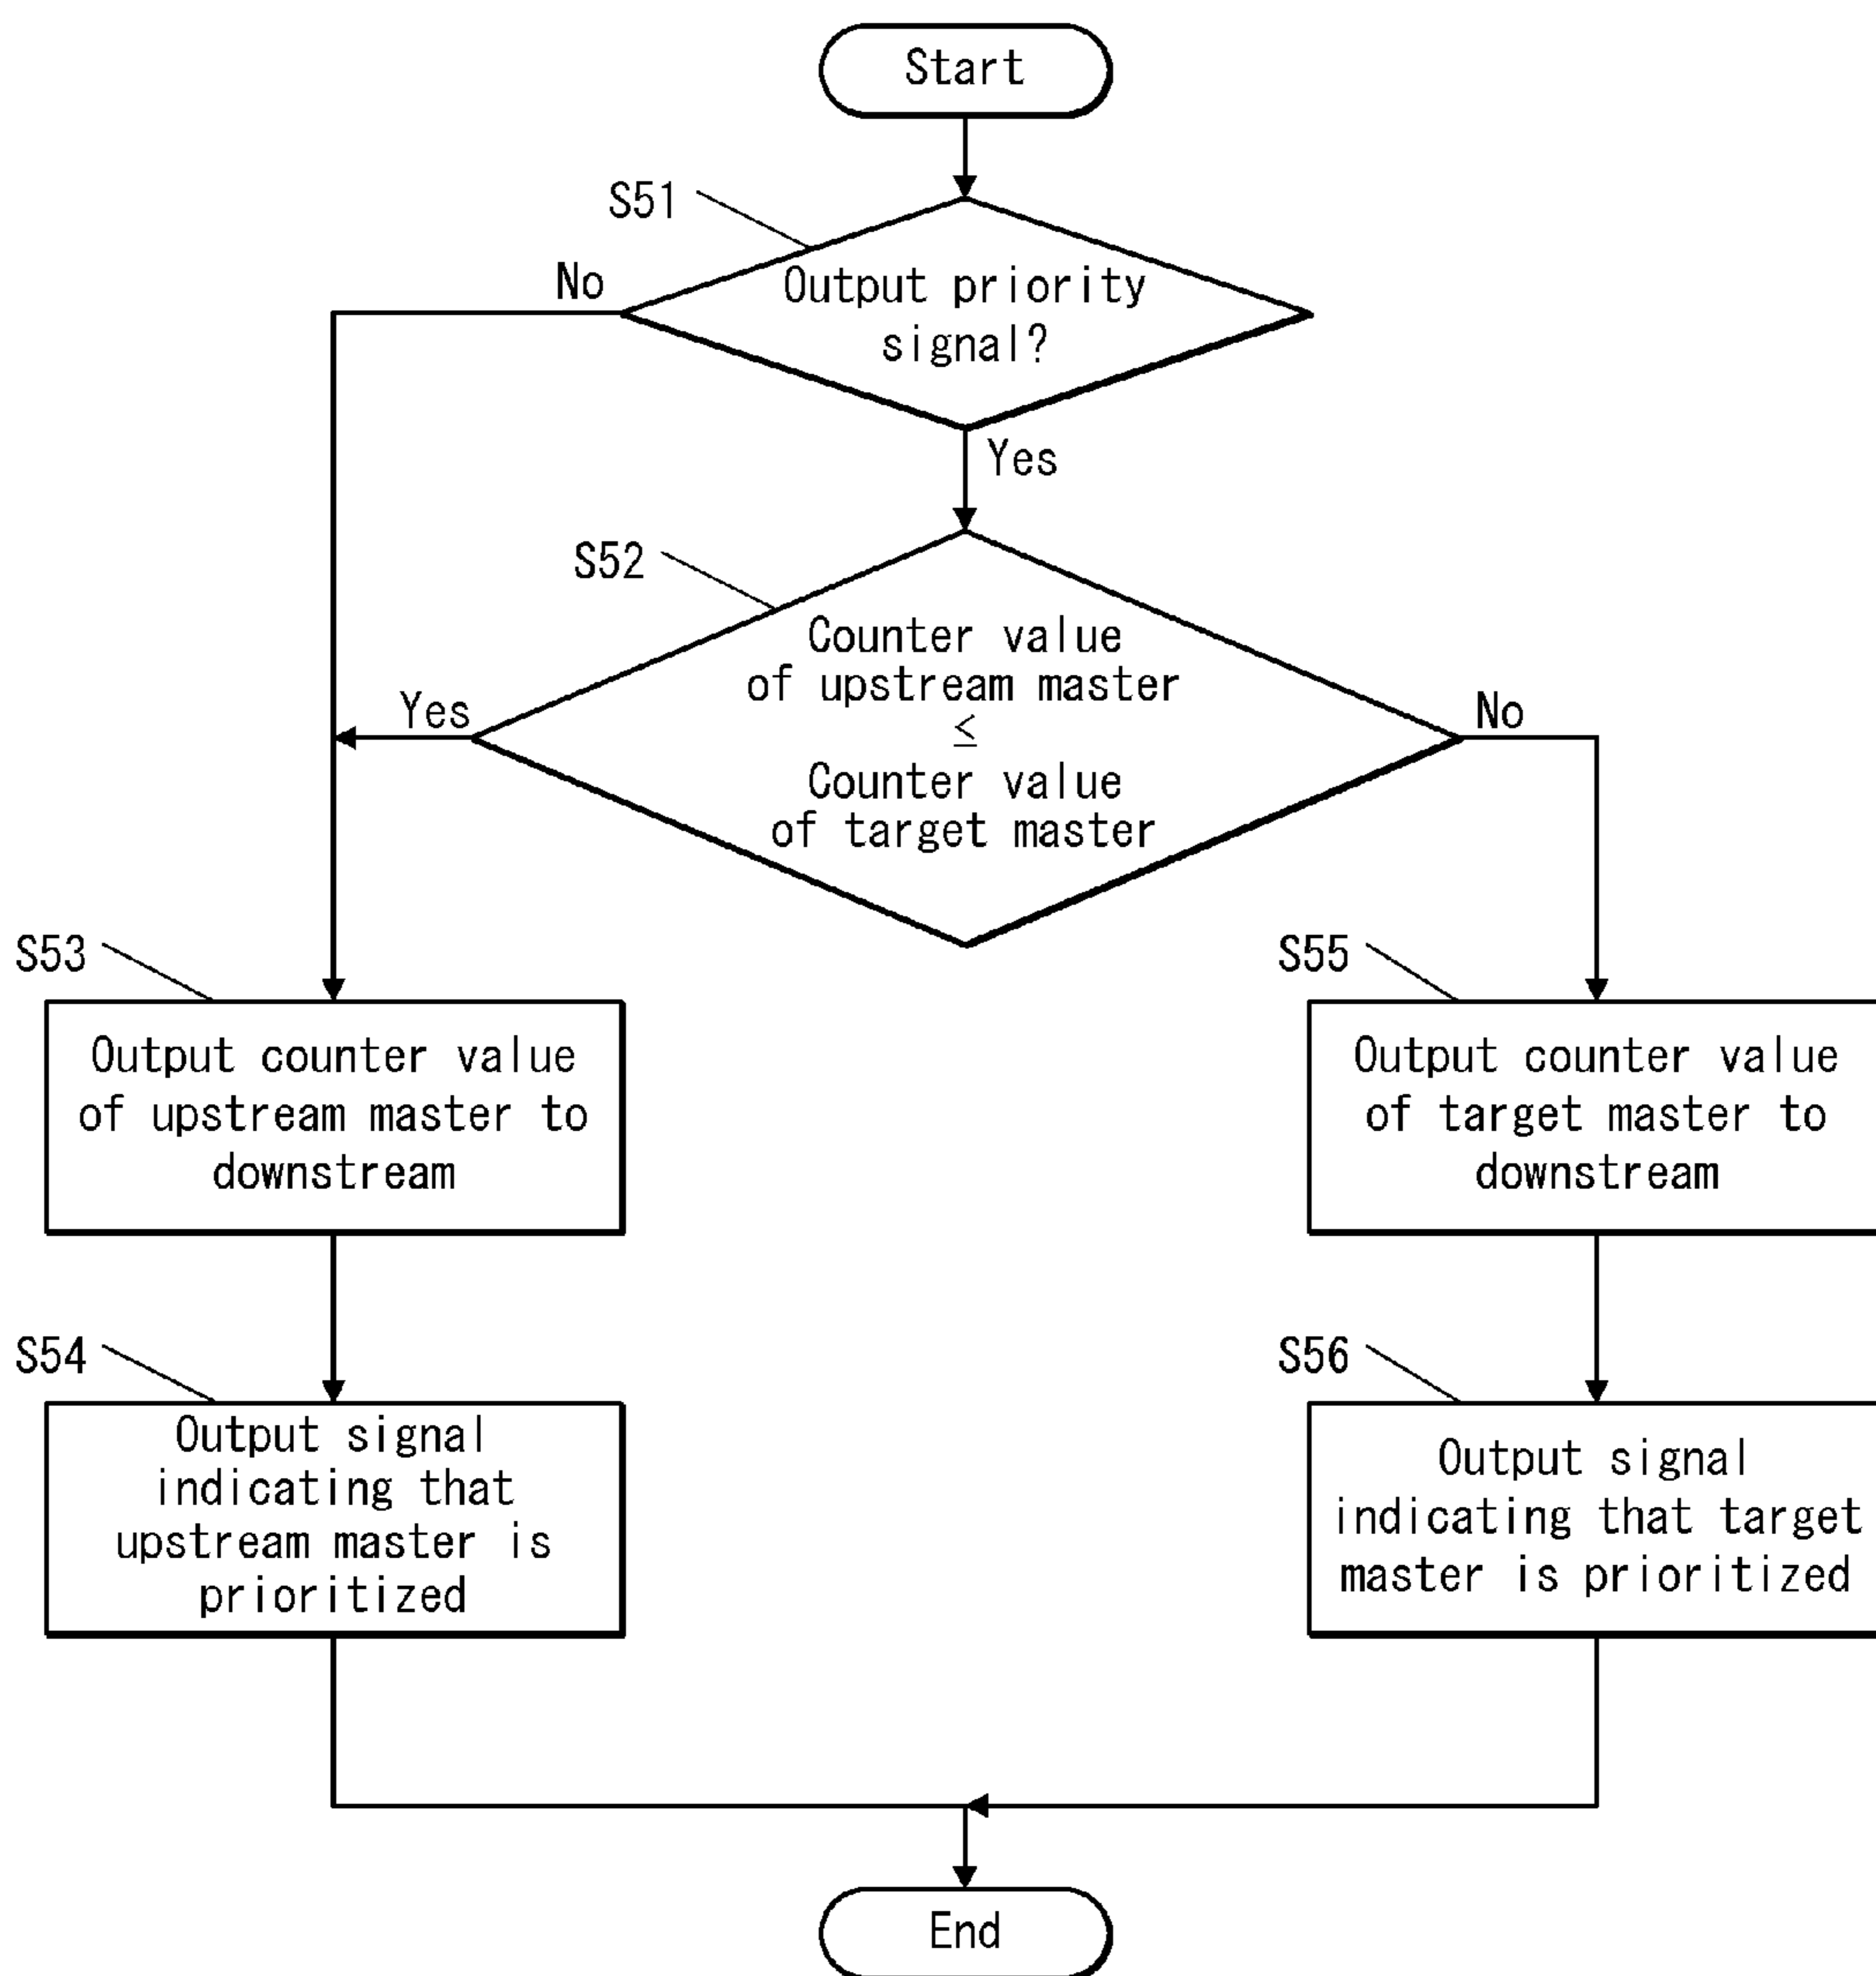 Start
S51
No
Output priority
signal?
Yes
S52
Counter value
of upstream master
≤
Counter value
of target master
Yes
No
S53
Output counter value
of upstream master to
downstream
S55
Output counter value
of target master to
downstream
S54
Output signal
indicating that
upstream master is
prioritized
S56
Output signal
indicating that target
master is prioritized
End